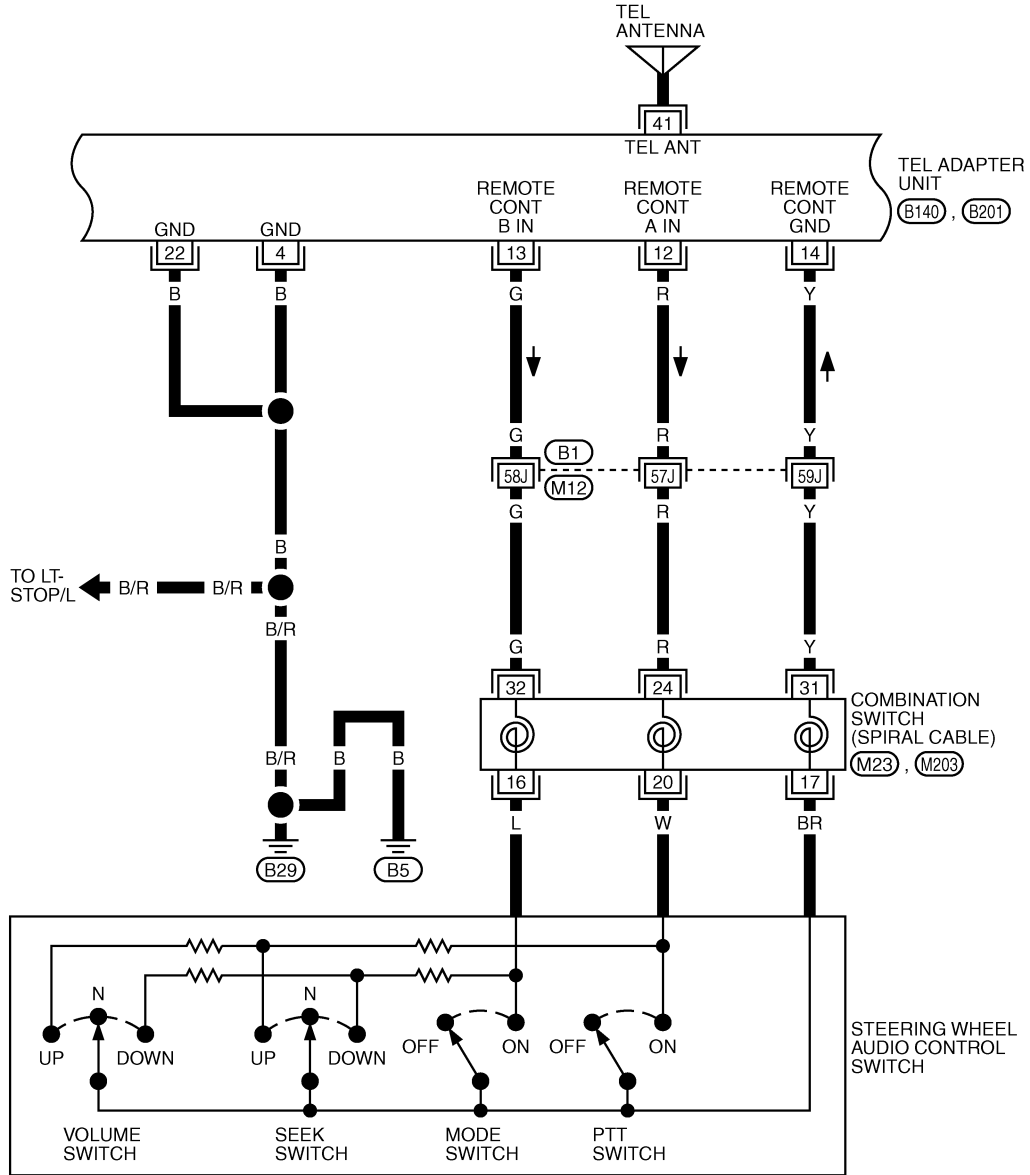 TEL
ANTENNA
41
TEL ANT
TEL ADAPTER
UNIT
B140 , B201
REMOTE
CONT
B IN
REMOTE
CONT
A IN
REMOTE
CONT
GND
GND
GND
22
4
13
12
14
B
B
G
R
Y
G
R
Y
B1
58J
57J
59J
M12
G
R
Y
B
TO LT-
STOP/L
B/R
B/R
B/R
G
R
Y
32
24
31
COMBINATION
SWITCH
(SPIRAL CABLE)
M23 , M203
B/R
B
B
16
20
17
L
W
BR
B29
B5
N
N
UP
DOWN
UP
DOWN
OFF
ON
OFF
ON
STEERING WHEEL
AUDIO CONTROL
SWITCH
VOLUME
SWITCH
SEEK
SWITCH
MODE
SWITCH
PTT
SWITCH